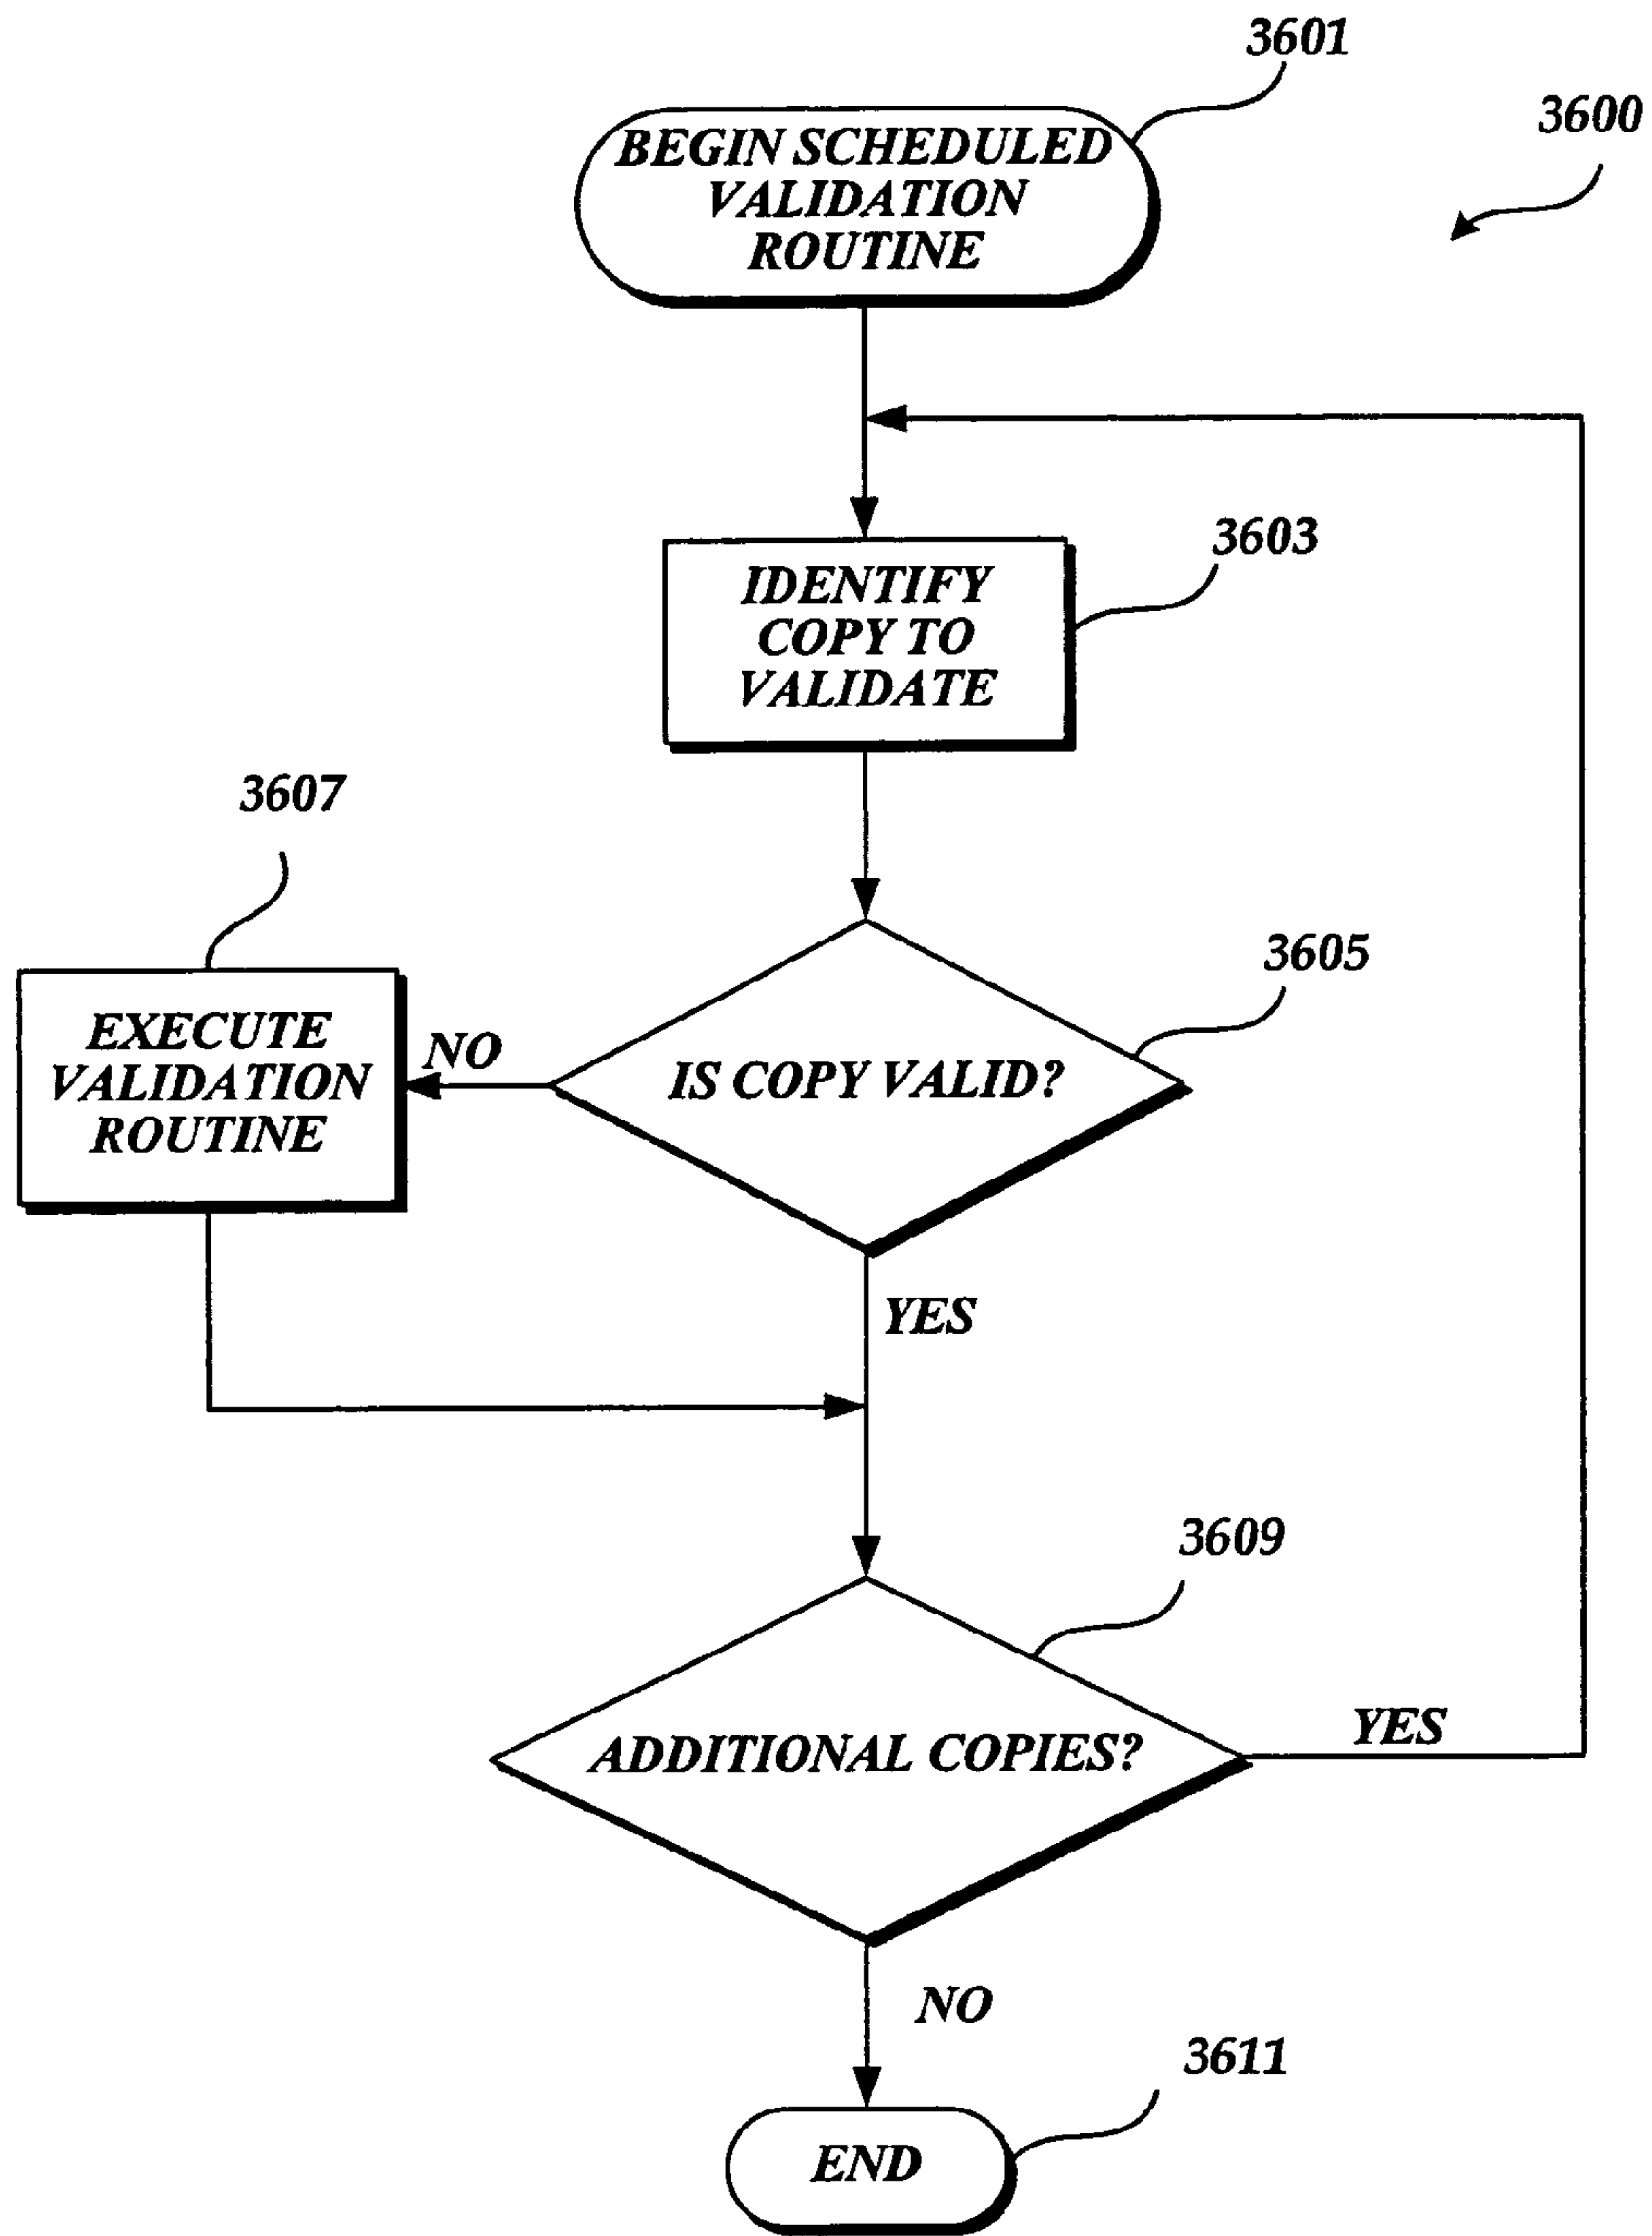 3601
3600
BEGIN SCHEDULED
VALIDATION
ROUTINE
3603
IDENTIFY
COPY TO
VALIDATE
3607
3605
EXECUTE
VALIDATION
ROUTINE
NO
IS COPY VALID?
YES
3609
ADDITIONAL COPIES?
YES
NO
3611
END